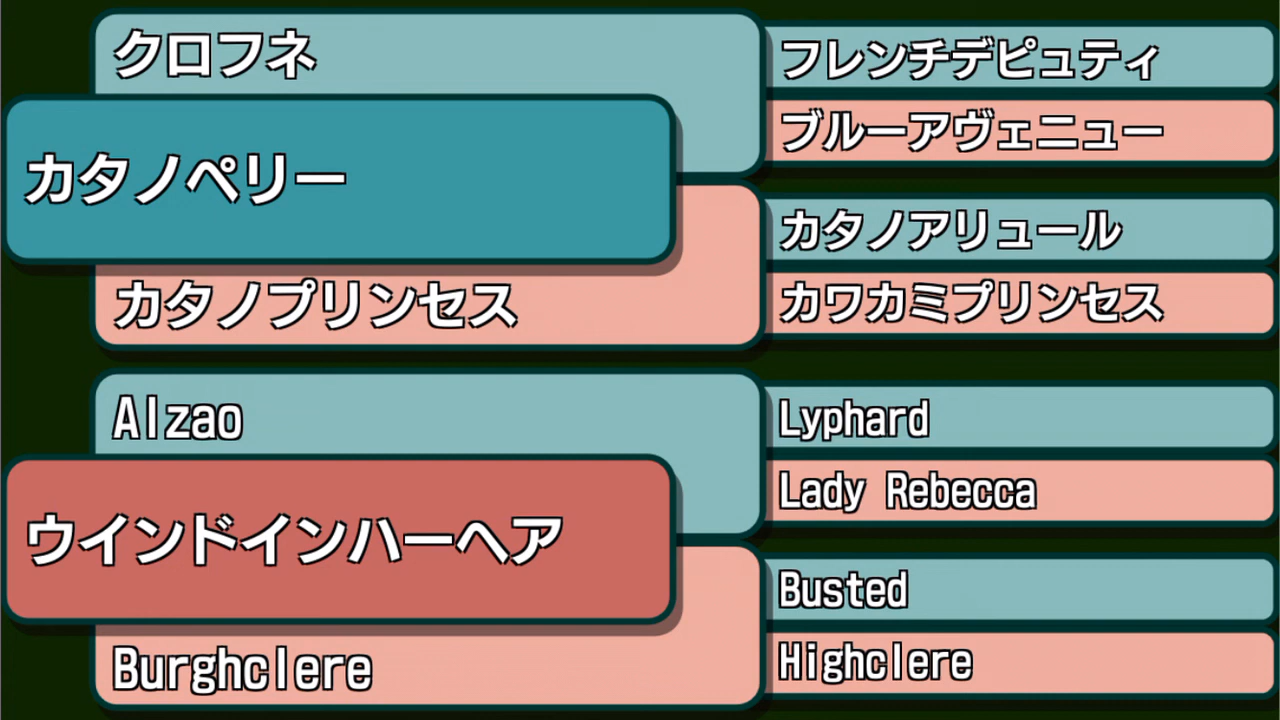 クロフネ
フレンチデピュティ
ブルーアヴェニュー
カタノペリー
カタノアリュール
カタノプリンセス
カワカミプリンセス
Alzao
Lyphard
Lady Rebecca
ウインドインハーヘア
Busted
Burghclere
Highclere